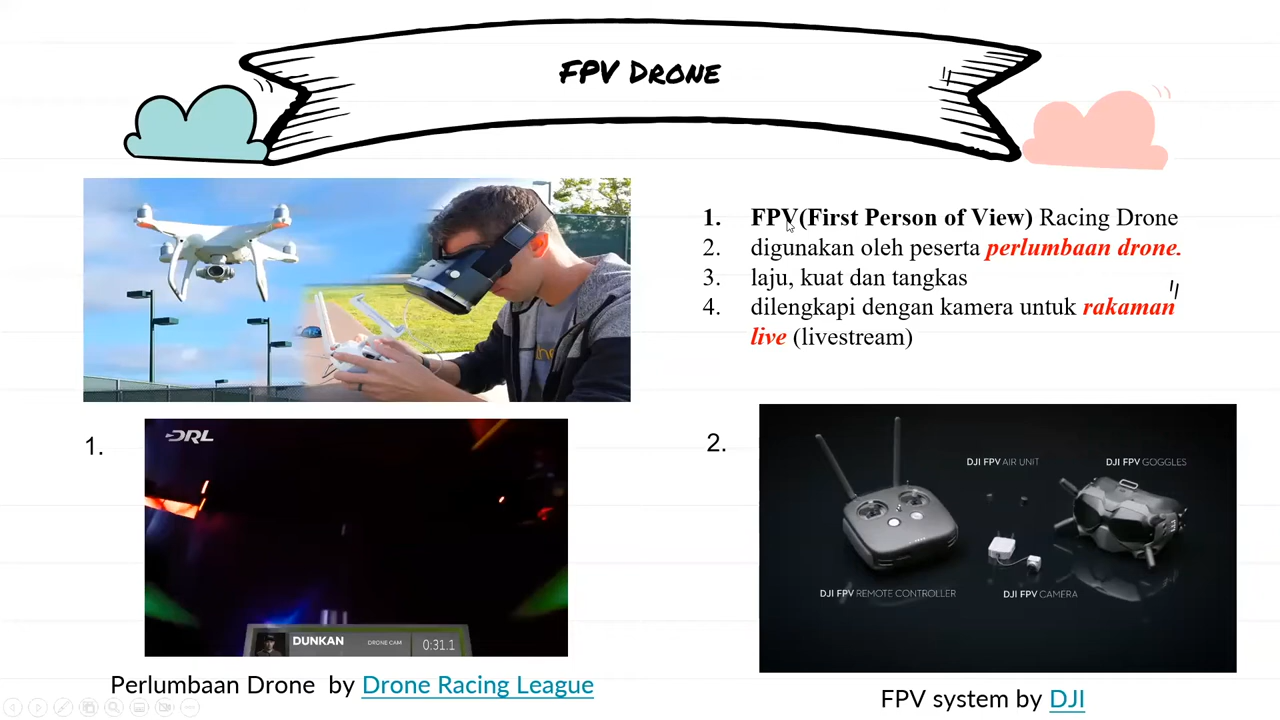 FPV DRONE
1. FPV(First Person of View) Racing Drone
2. digunakan oleh peserta perlumbaan drone.
3. laju, kuat dan tangkas
4. dilengkapi dengan kamera untuk rakaman
live (livestream)
1.
DRL
DUNKAN DRONE CAM 0:31.1
Perlumbaan Drone by Drone Racing League
2.
DJI FPV AIR UNIT
DJI FPV GOGGLES
DJI FPV REMOTE CONTROLLER
DJI FPV CAMERA
FPV system by DJI